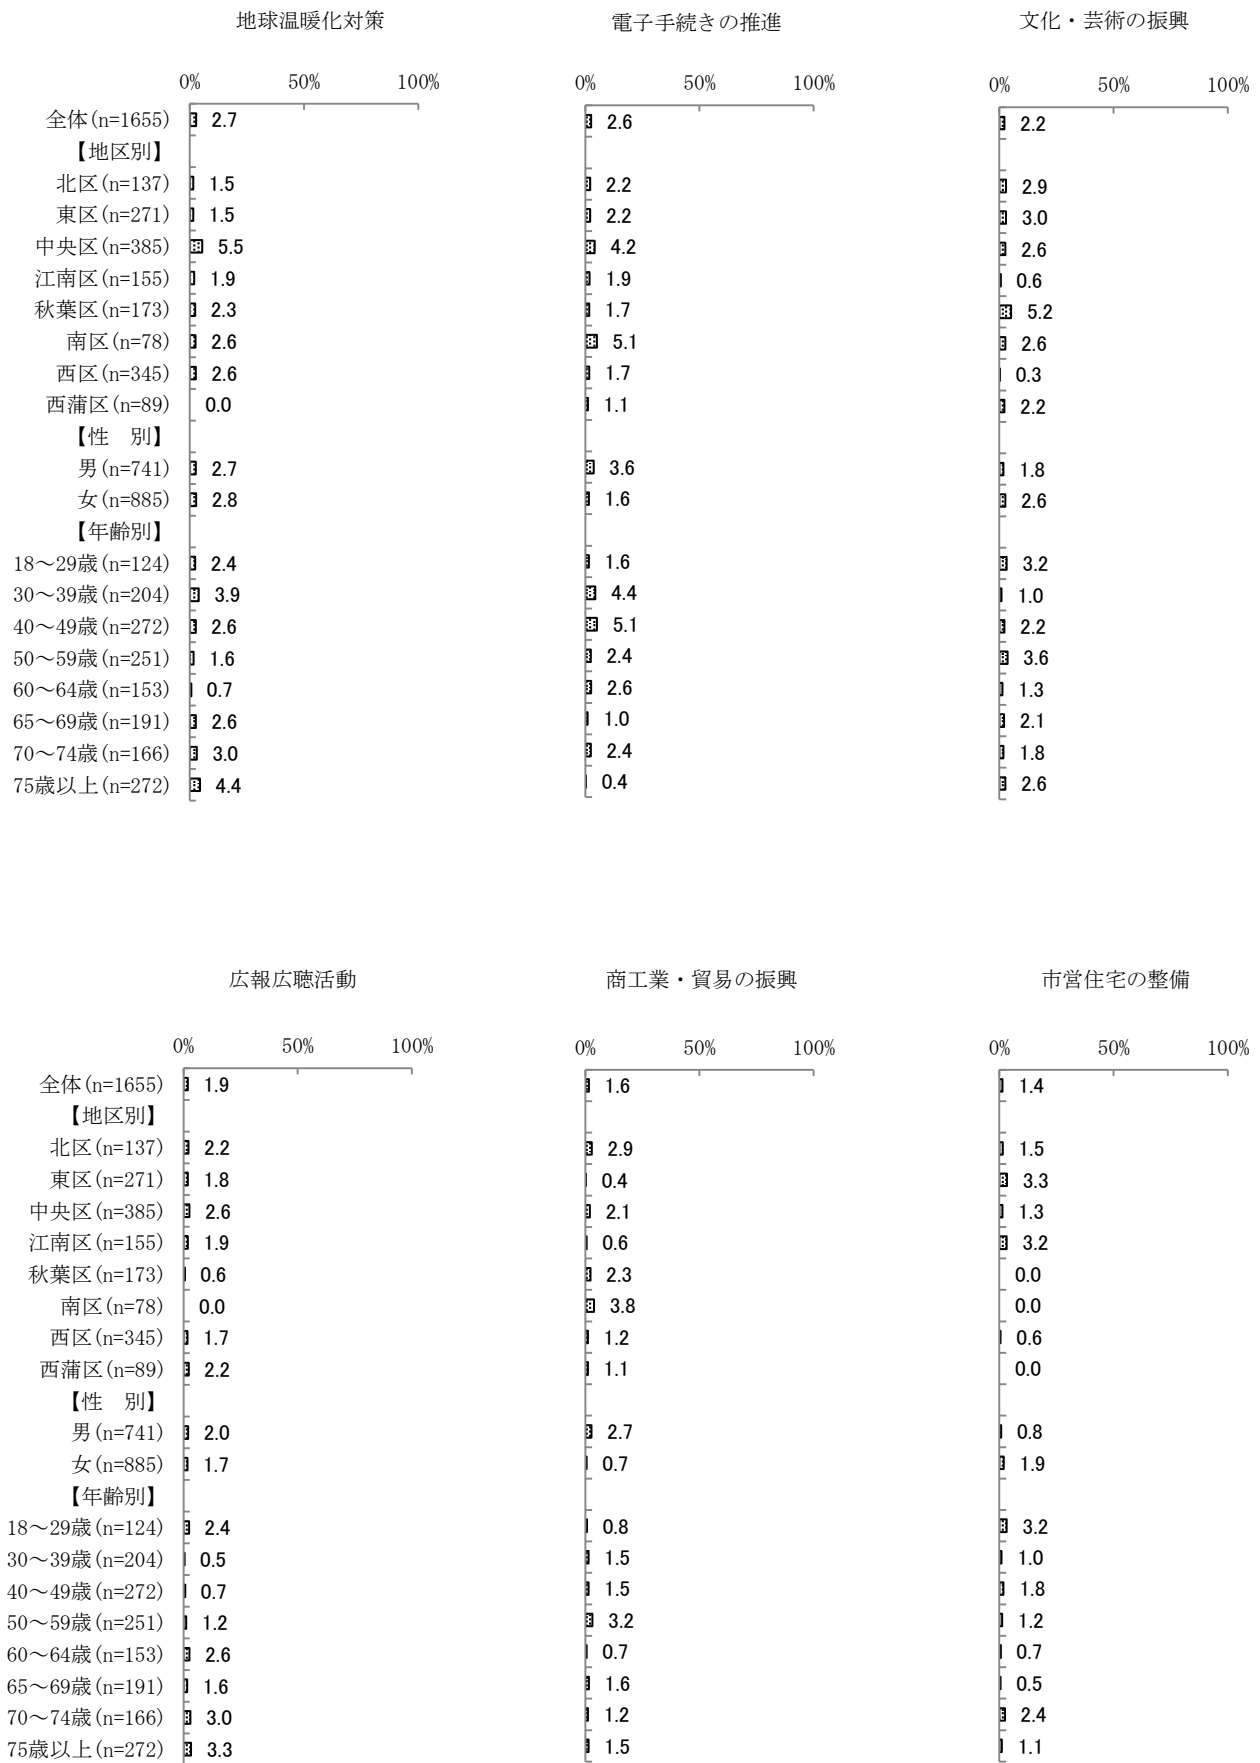 地球温暖化対策 電子手続きの推進 文化・芸術の振興
0% 50% 100% 0% 50% 100% 0% 50% 100%
全体(n=1655) 2.7 2.6 2.2
【地区別】
北区(n=137) 1.5 2.2 2.9
東区(n=271) 1.5 2.2 3.0
中央区(n=385) 5.5 4.2 2.6
江南区(n=155) 1.9 1.9 0.6
秋葉区(n=173) 2.3 1.7 5.2
南区(n=78) 2.6 5.1 2.6
西区(n=345) 2.6 1.7 0.3
西蒲区(n=89) 0.0 1.1 2.2
【性　別】
男(n=741) 2.7 3.6 1.8
女(n=885) 2.8 1.6 2.6
【年齢別】
18～29歳(n=124) 2.4 1.6 3.2
30～39歳(n=204) 3.9 4.4 1.0
40～49歳(n=272) 2.6 5.1 2.2
50～59歳(n=251) 1.6 2.4 3.6
60～64歳(n=153) 0.7 2.6 1.3
65～69歳(n=191) 2.6 1.0 2.1
70～74歳(n=166) 3.0 2.4 1.8
75歳以上(n=272) 4.4 0.4 2.6
広報広聴活動 商工業・貿易の振興 市営住宅の整備
0% 50% 100% 0% 50% 100% 0% 50% 100%
全体(n=1655) 1.9 1.6 1.4
【地区別】
北区(n=137) 2.2 2.9 1.5
東区(n=271) 1.8 0.4 3.3
中央区(n=385) 2.6 2.1 1.3
江南区(n=155) 1.9 0.6 3.2
秋葉区(n=173) 0.6 2.3 0.0
南区(n=78) 0.0 3.8 0.0
西区(n=345) 1.7 1.2 0.6
西蒲区(n=89) 2.2 1.1 0.0
【性　別】
男(n=741) 2.0 2.7 0.8
女(n=885) 1.7 0.7 1.9
【年齢別】
18～29歳(n=124) 2.4 0.8 3.2
30～39歳(n=204) 0.5 1.5 1.0
40～49歳(n=272) 0.7 1.5 1.8
50～59歳(n=251) 1.2 3.2 1.2
60～64歳(n=153) 2.6 0.7 0.7
65～69歳(n=191) 1.6 1.6 0.5
70～74歳(n=166) 3.0 1.2 2.4
75歳以上(n=272) 3.3 1.5 1.1